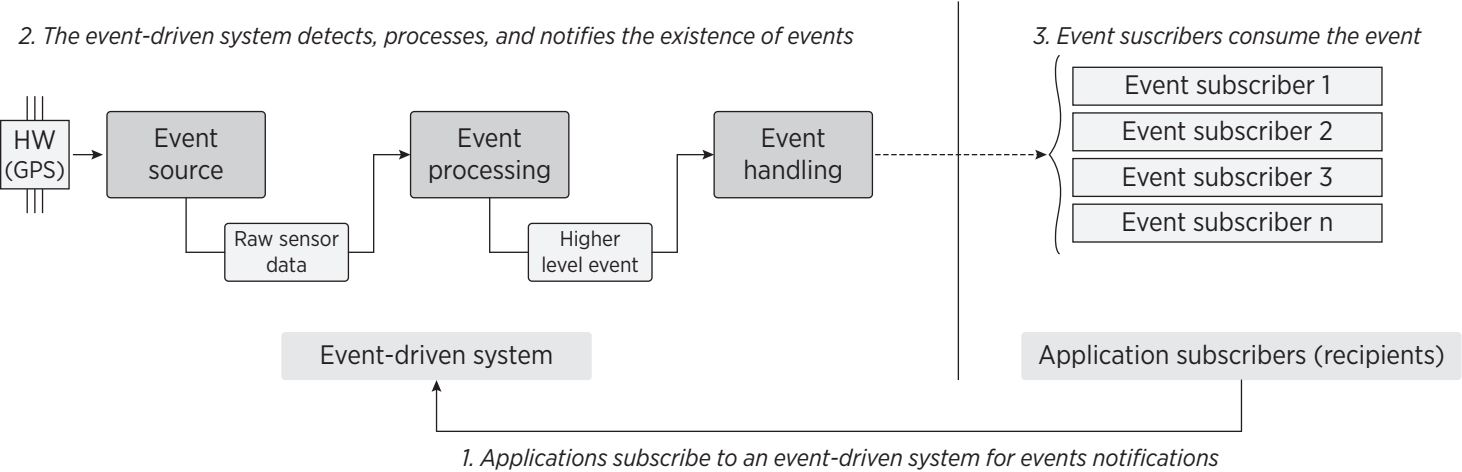 2. The event-driven system detects, processes, and notifies the existence of events
3. Event suscribers consume the event
HW
(GPS)
Event
source
Raw sensor
data
Event
processing
Higher
level event
Event
handling
Event subscriber 1
Event subscriber 2
Event subscriber 3
Event subscriber n
Event-driven system
Application subscribers (recipients)
1. Applications subscribe to an event-driven system for events notifications